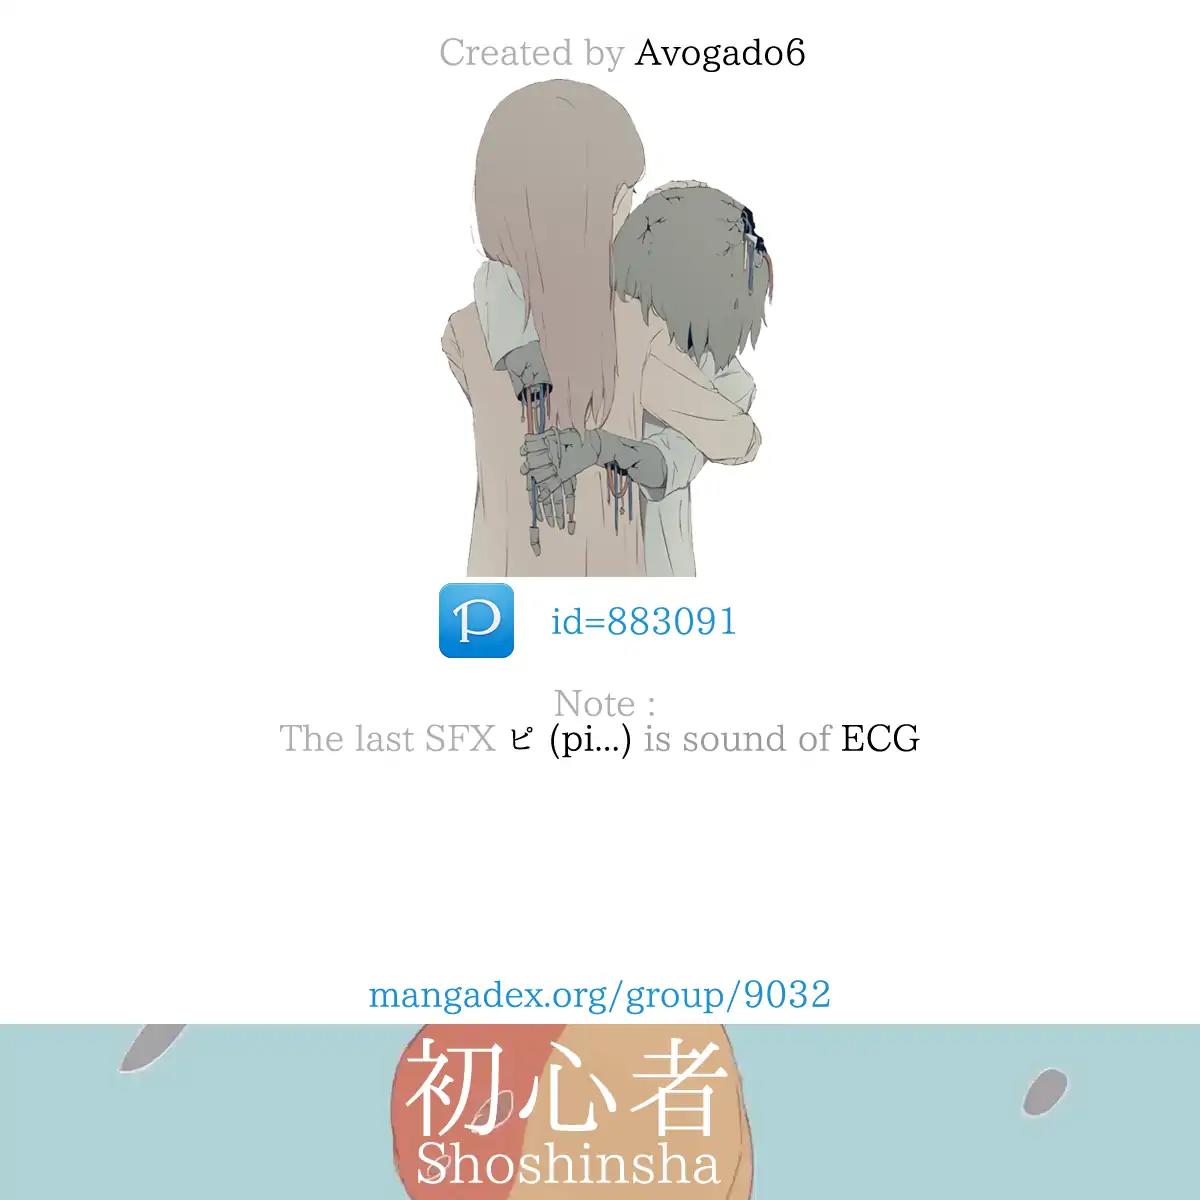 Created by Avogado6
P id=883091
Note :
The last SFX ピ (pi...) is sound of ECG
mangadex.org/group/9032
初心者
Shoshinsha